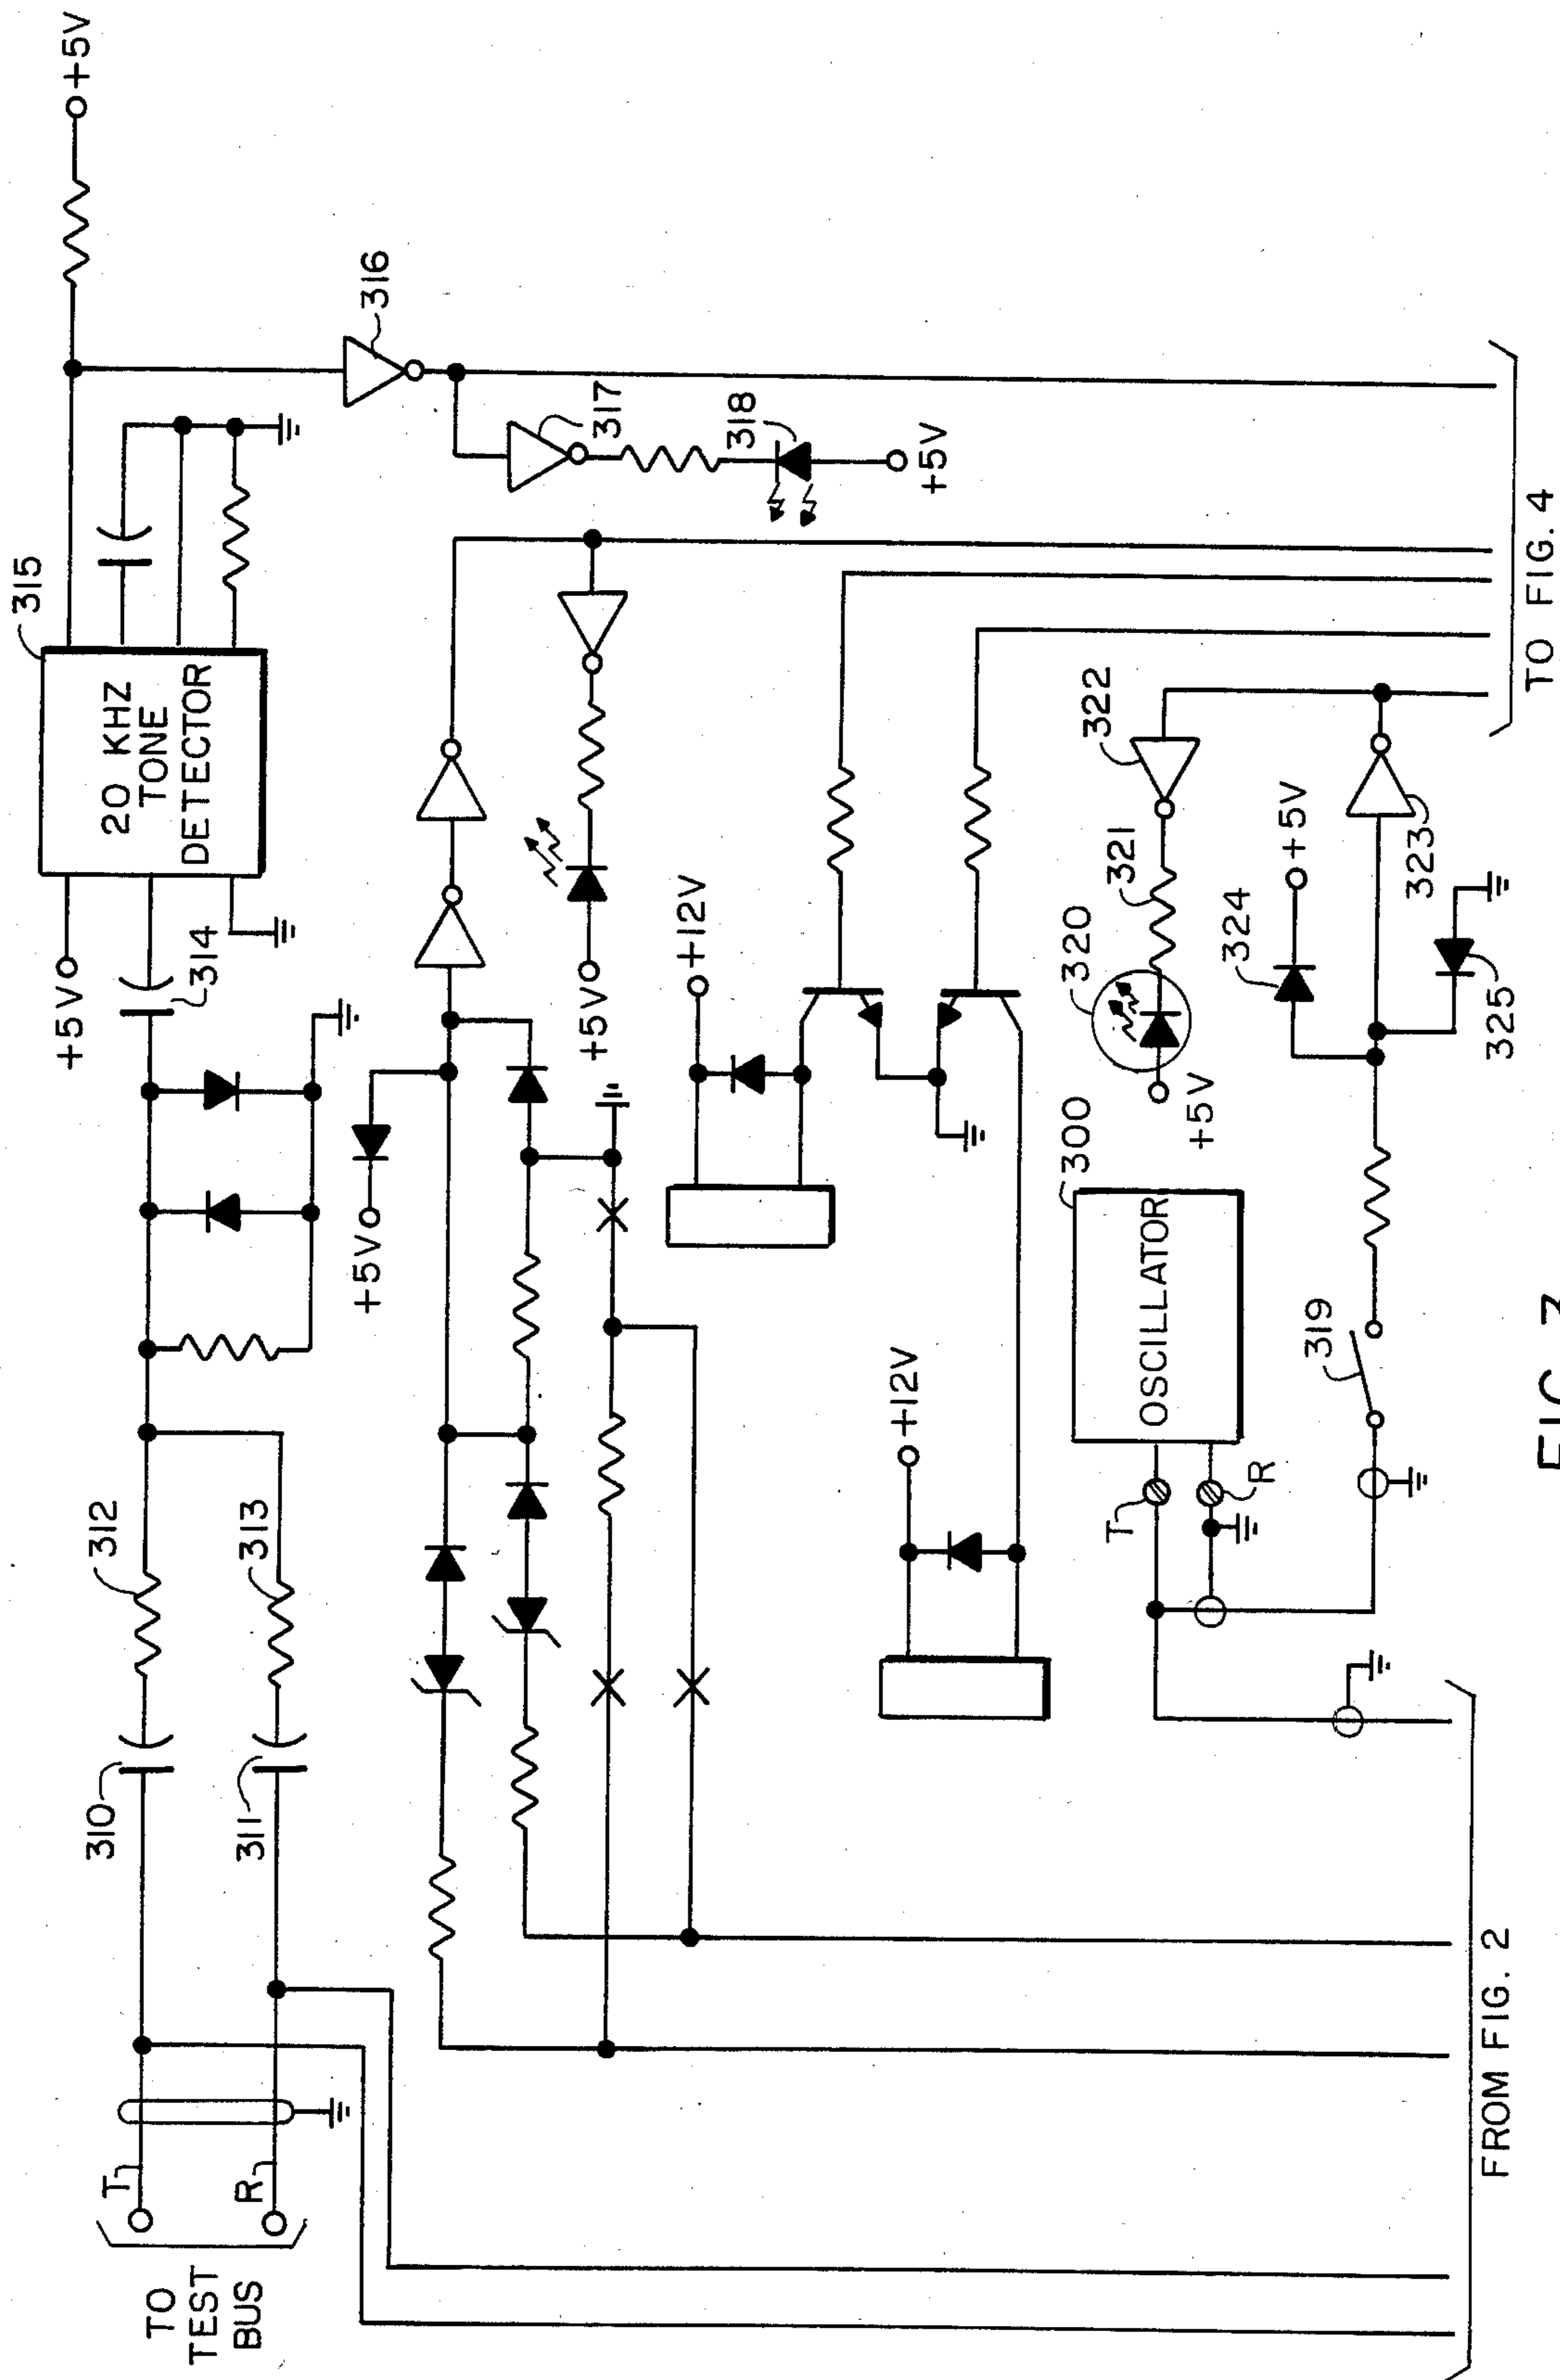 TO
TEST
BUS
T
R
310
311
312
313
314
+5V
315
20 KHZ
TONE
DETECTOR
+5V
316
317
318
+5V
+5V
+5V
+12V
+12V
300
OSCILLATOR
T
R
319
320
+5V
321
322
323
324
+5V
325
FROM FIG. 2
TO FIG. 4
FIG. 3